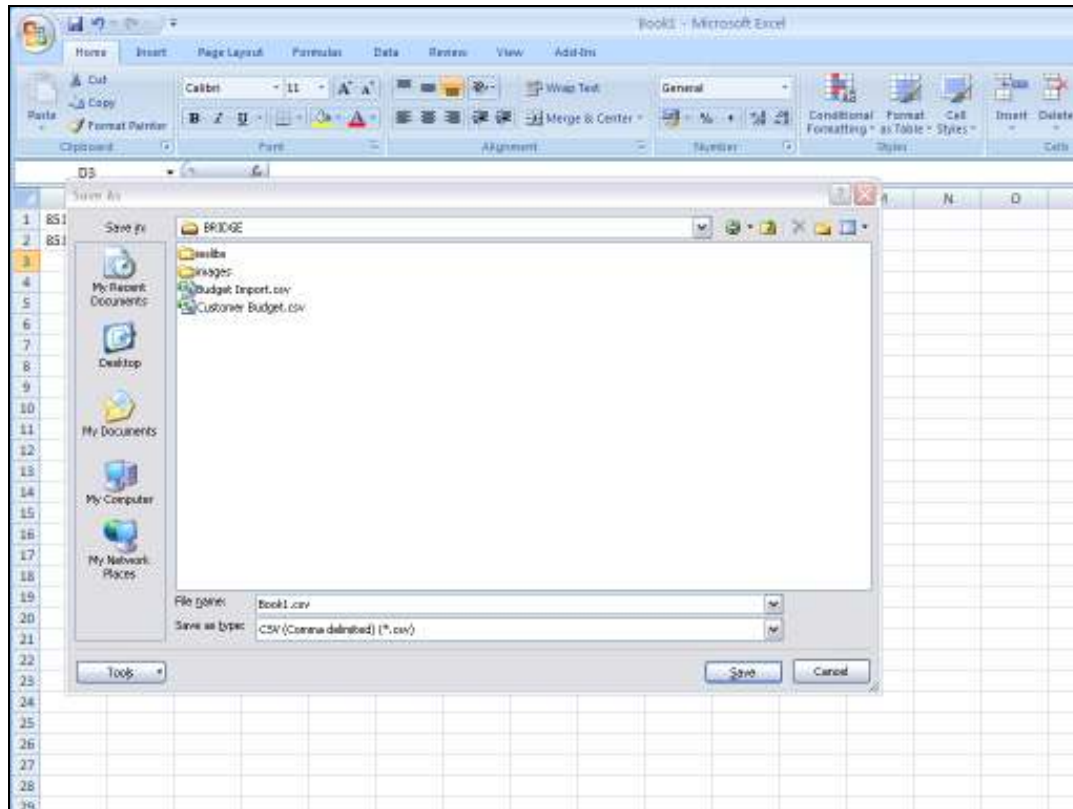 Book1 - Microsoft Excel
Home Insert Page Layout Formulas Data Review View Add-Ins
Cut
Copy
Format Painter
Paste
Clipboard
Calibri 11 A A
B I U A
Font
Wrap Text
Merge & Center
Alignment
General
% ,
Number
Conditional Formatting
Format as Table
Cell Styles
Styles
Insert Delete
Cells
D3 fx
Save As
N O
Save in: BRIDGE
1 851
2 851
3
4
5
6
7
8
9
10
11
12
13
14
15
16
17
18
19
20
21
22
23
24
25
26
27
28
29
images
Budget Import.csv
Customer Budget.csv
My Recent Documents
Desktop
My Documents
My Computer
My Network Places
File name: Book1.csv
Save as type: CSV (Comma delimited) (*.csv)
Tools Save Cancel